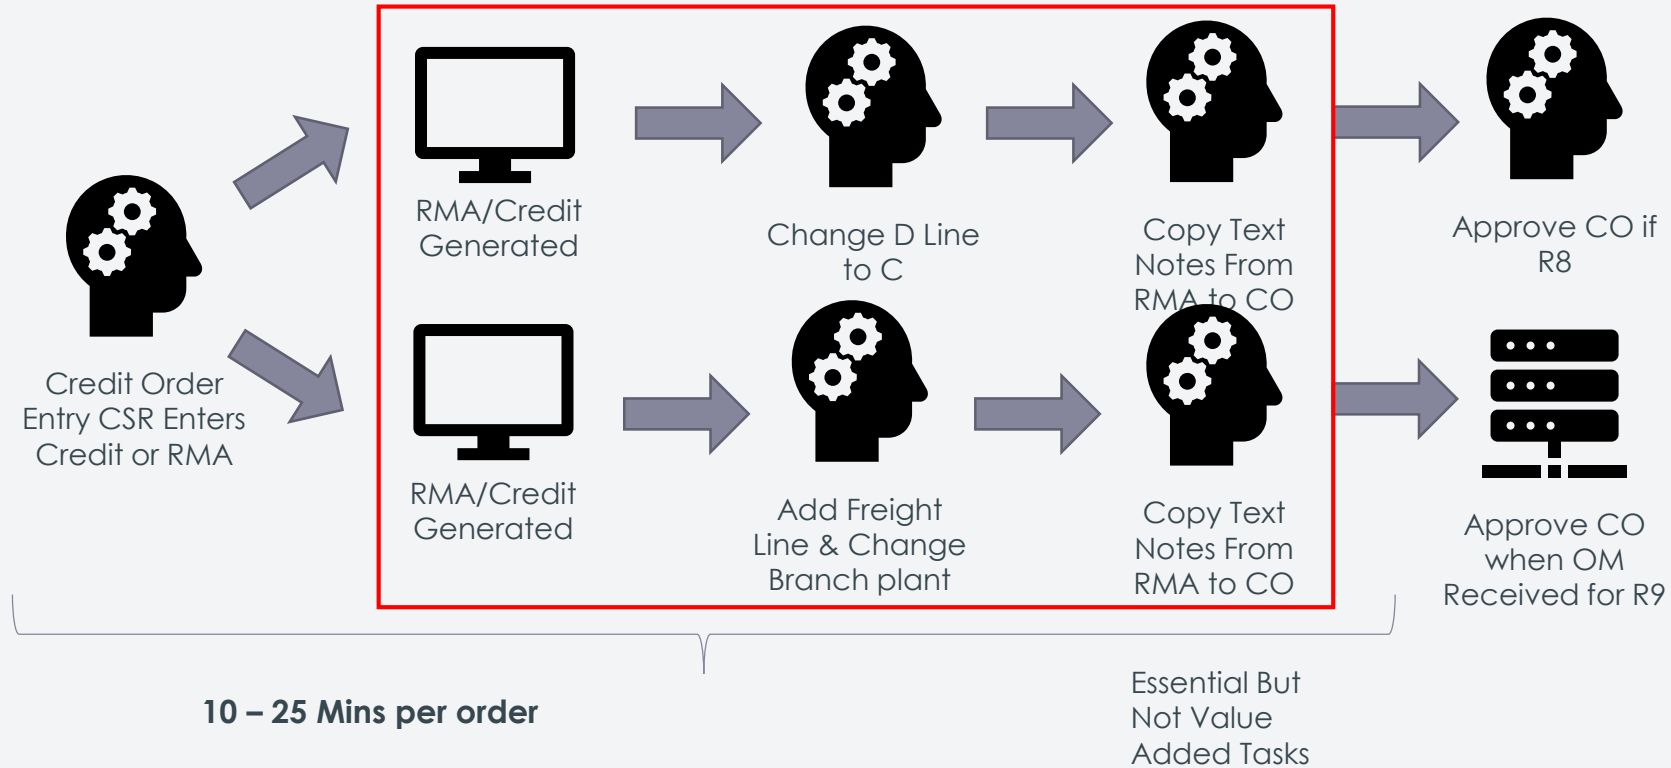 Credit Order
Entry CSR Enters
Credit or RMA
RMA/Credit
Generated
Change D Line
to C
Copy Text
Notes From
RMA to CO
Approve CO if
R8
RMA/Credit
Generated
Add Freight
Line & Change
Branch plant
Copy Text
Notes From
RMA to CO
Approve CO
when OM
Received for R9
10 – 25 Mins per order
Essential But
Not Value
Added Tasks